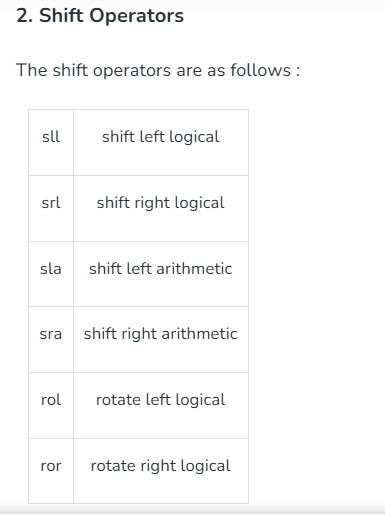 2. Shift Operators
The shift operators are as follows :
sll shift left logical
srl shift right logical
sla shift left arithmetic
sra shift right arithmetic
rol rotate left logical
ror rotate right logical